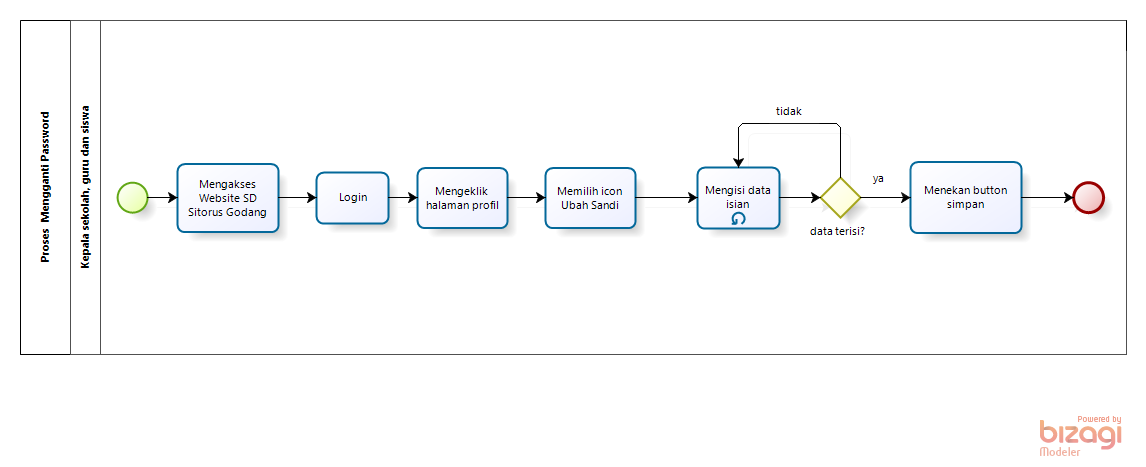 Proses Mengganti Password
Kepala sekolah, guru dan siswa
Mengakses
Website SD
Sitorus Godang
Login
Mengeklik
halaman profil
Memilih icon
Ubah Sandi
Mengisi data
isian
tidak
data terisi?
ya
Menekan button
simpan
Powered by
bizagi
Modeler